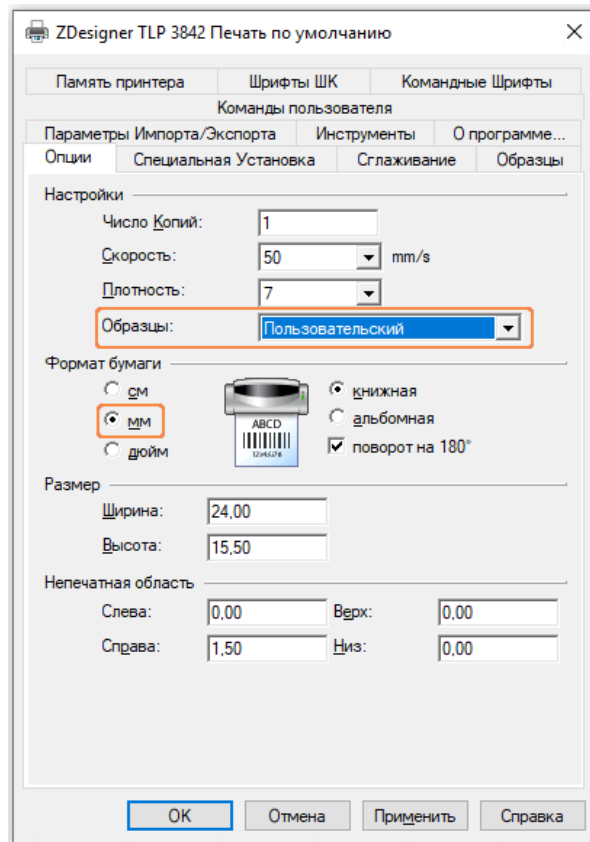 ZDesigner TLP 3842 Печать по умолчанию
Память принтера Шрифты ШК Командные Шрифты
Команды пользователя
Параметры Импорта/Экспорта Инструменты О программе...
Опции Специальная Установка Сглаживание Образцы
Настройки
Число Копий: 1
Скорость: 50 mm/s
Плотность: 7
Образцы: Пользовательский
Формат бумаги
см
мм
дюйм
ABCD
12345678
книжная
альбомная
поворот на 180°
Размер
Ширина: 24,00
Высота: 15,50
Непечатная область
Слева: 0,00 Верх: 0,00
Справа: 1,50 Низ: 0,00
OK Отмена Применить Справка